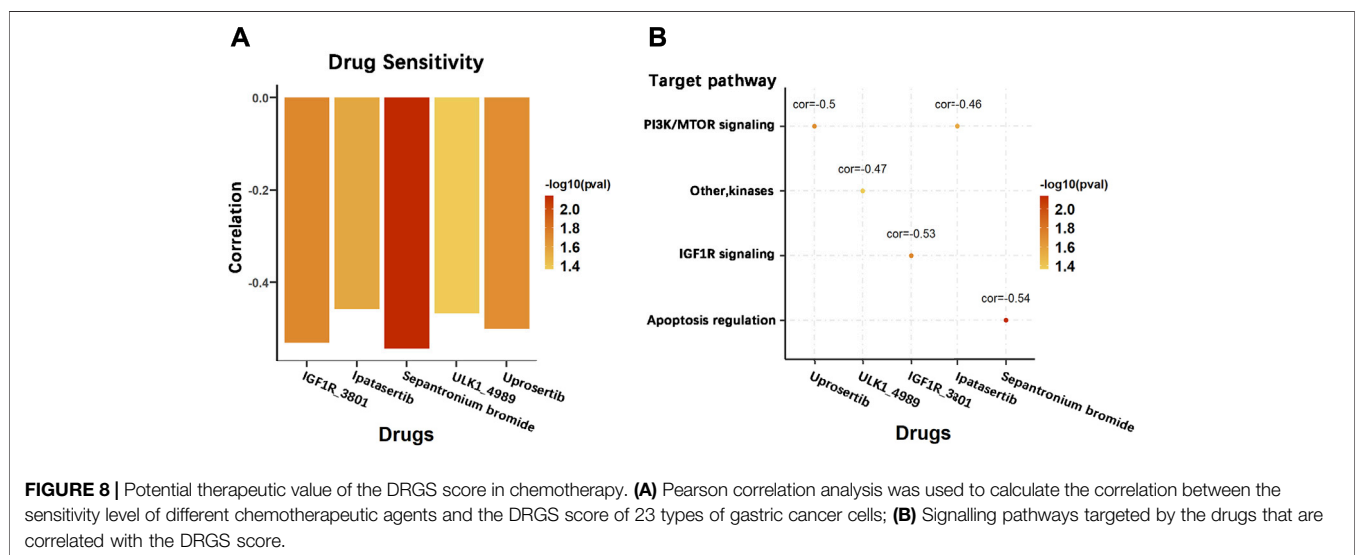 A
Drug Sensitivity
0.0
-0.2
-0.4
Correlation
IGF1R_3801
Ipatasertib
Sepantronium bromide
ULK1_4989
Uprosertib
Drugs
-log10(pval)
2.0
1.8
1.6
1.4
B
Target pathway
PI3K/MTOR signaling
Other,kinases
IGF1R signaling
Apoptosis regulation
cor=-0.5
cor=-0.46
cor=-0.47
cor=-0.53
cor=-0.54
Uprosertib
ULK1_4989
IGF1R_3801
Ipatasertib
Sepantronium bromide
Drugs
-log10(pval)
2.0
1.8
1.6
1.4
FIGURE 8 | Potential therapeutic value of the DRGS score in chemotherapy. (A) Pearson correlation analysis was used to calculate the correlation between the
sensitivity level of different chemotherapeutic agents and the DRGS score of 23 types of gastric cancer cells; (B) Signalling pathways targeted by the drugs that are
correlated with the DRGS score.